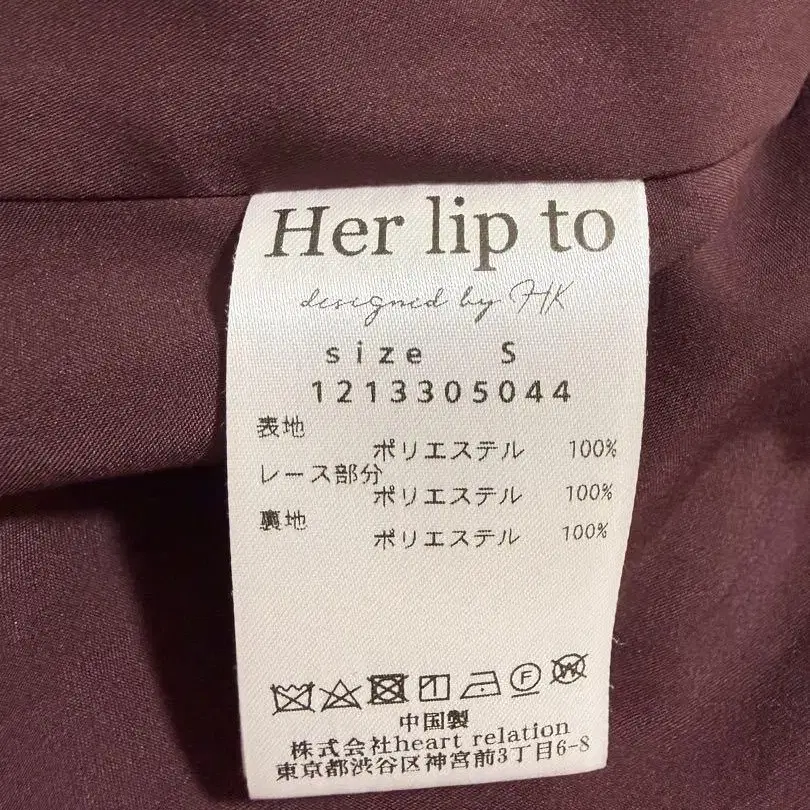 Her lip to
designed by HK
size S
1213305044
表地
ポリエステル 100%
レース部分
ポリエステル 100%
裏地
ポリエステル 100%
中国製
株式会社heart relation
東京都渋谷区神宮前3丁目6-8